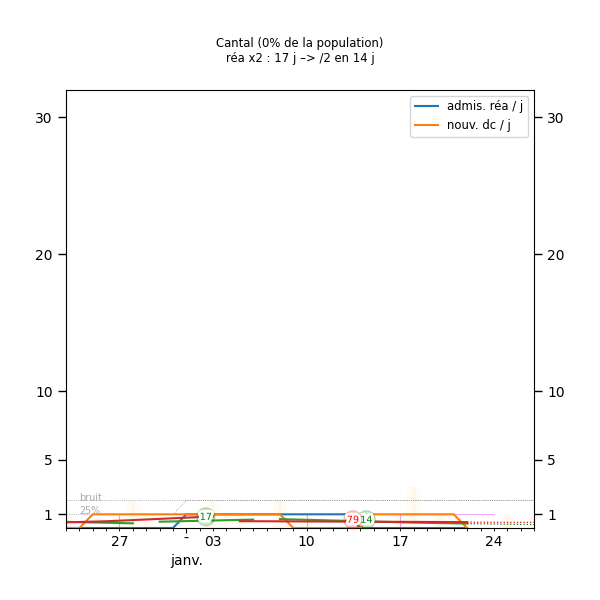 Cantal (0% de la population)
réa x2 : 17 j –> /2 en 14 j
admis. réa / j
nouv. dc / j
30 30
20 20
10 10
5 5
bruit
25%
1 17 79 14 1
27 - 03 10 17 24
janv.